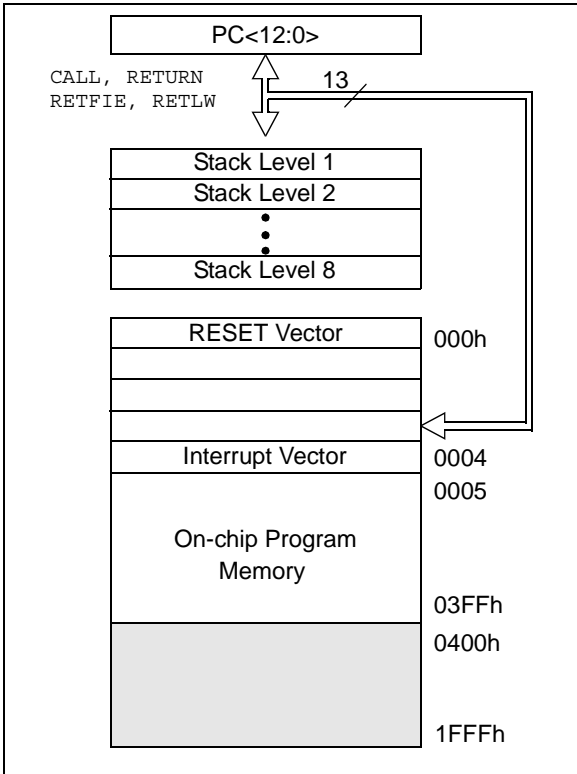 PC<12:0>
CALL, RETURN
RETFIE, RETLW
13
Stack Level 1
Stack Level 2
Stack Level 8
RESET Vector
000h
Interrupt Vector
0004
0005
On-chip Program
Memory
03FFh
0400h
1FFFh